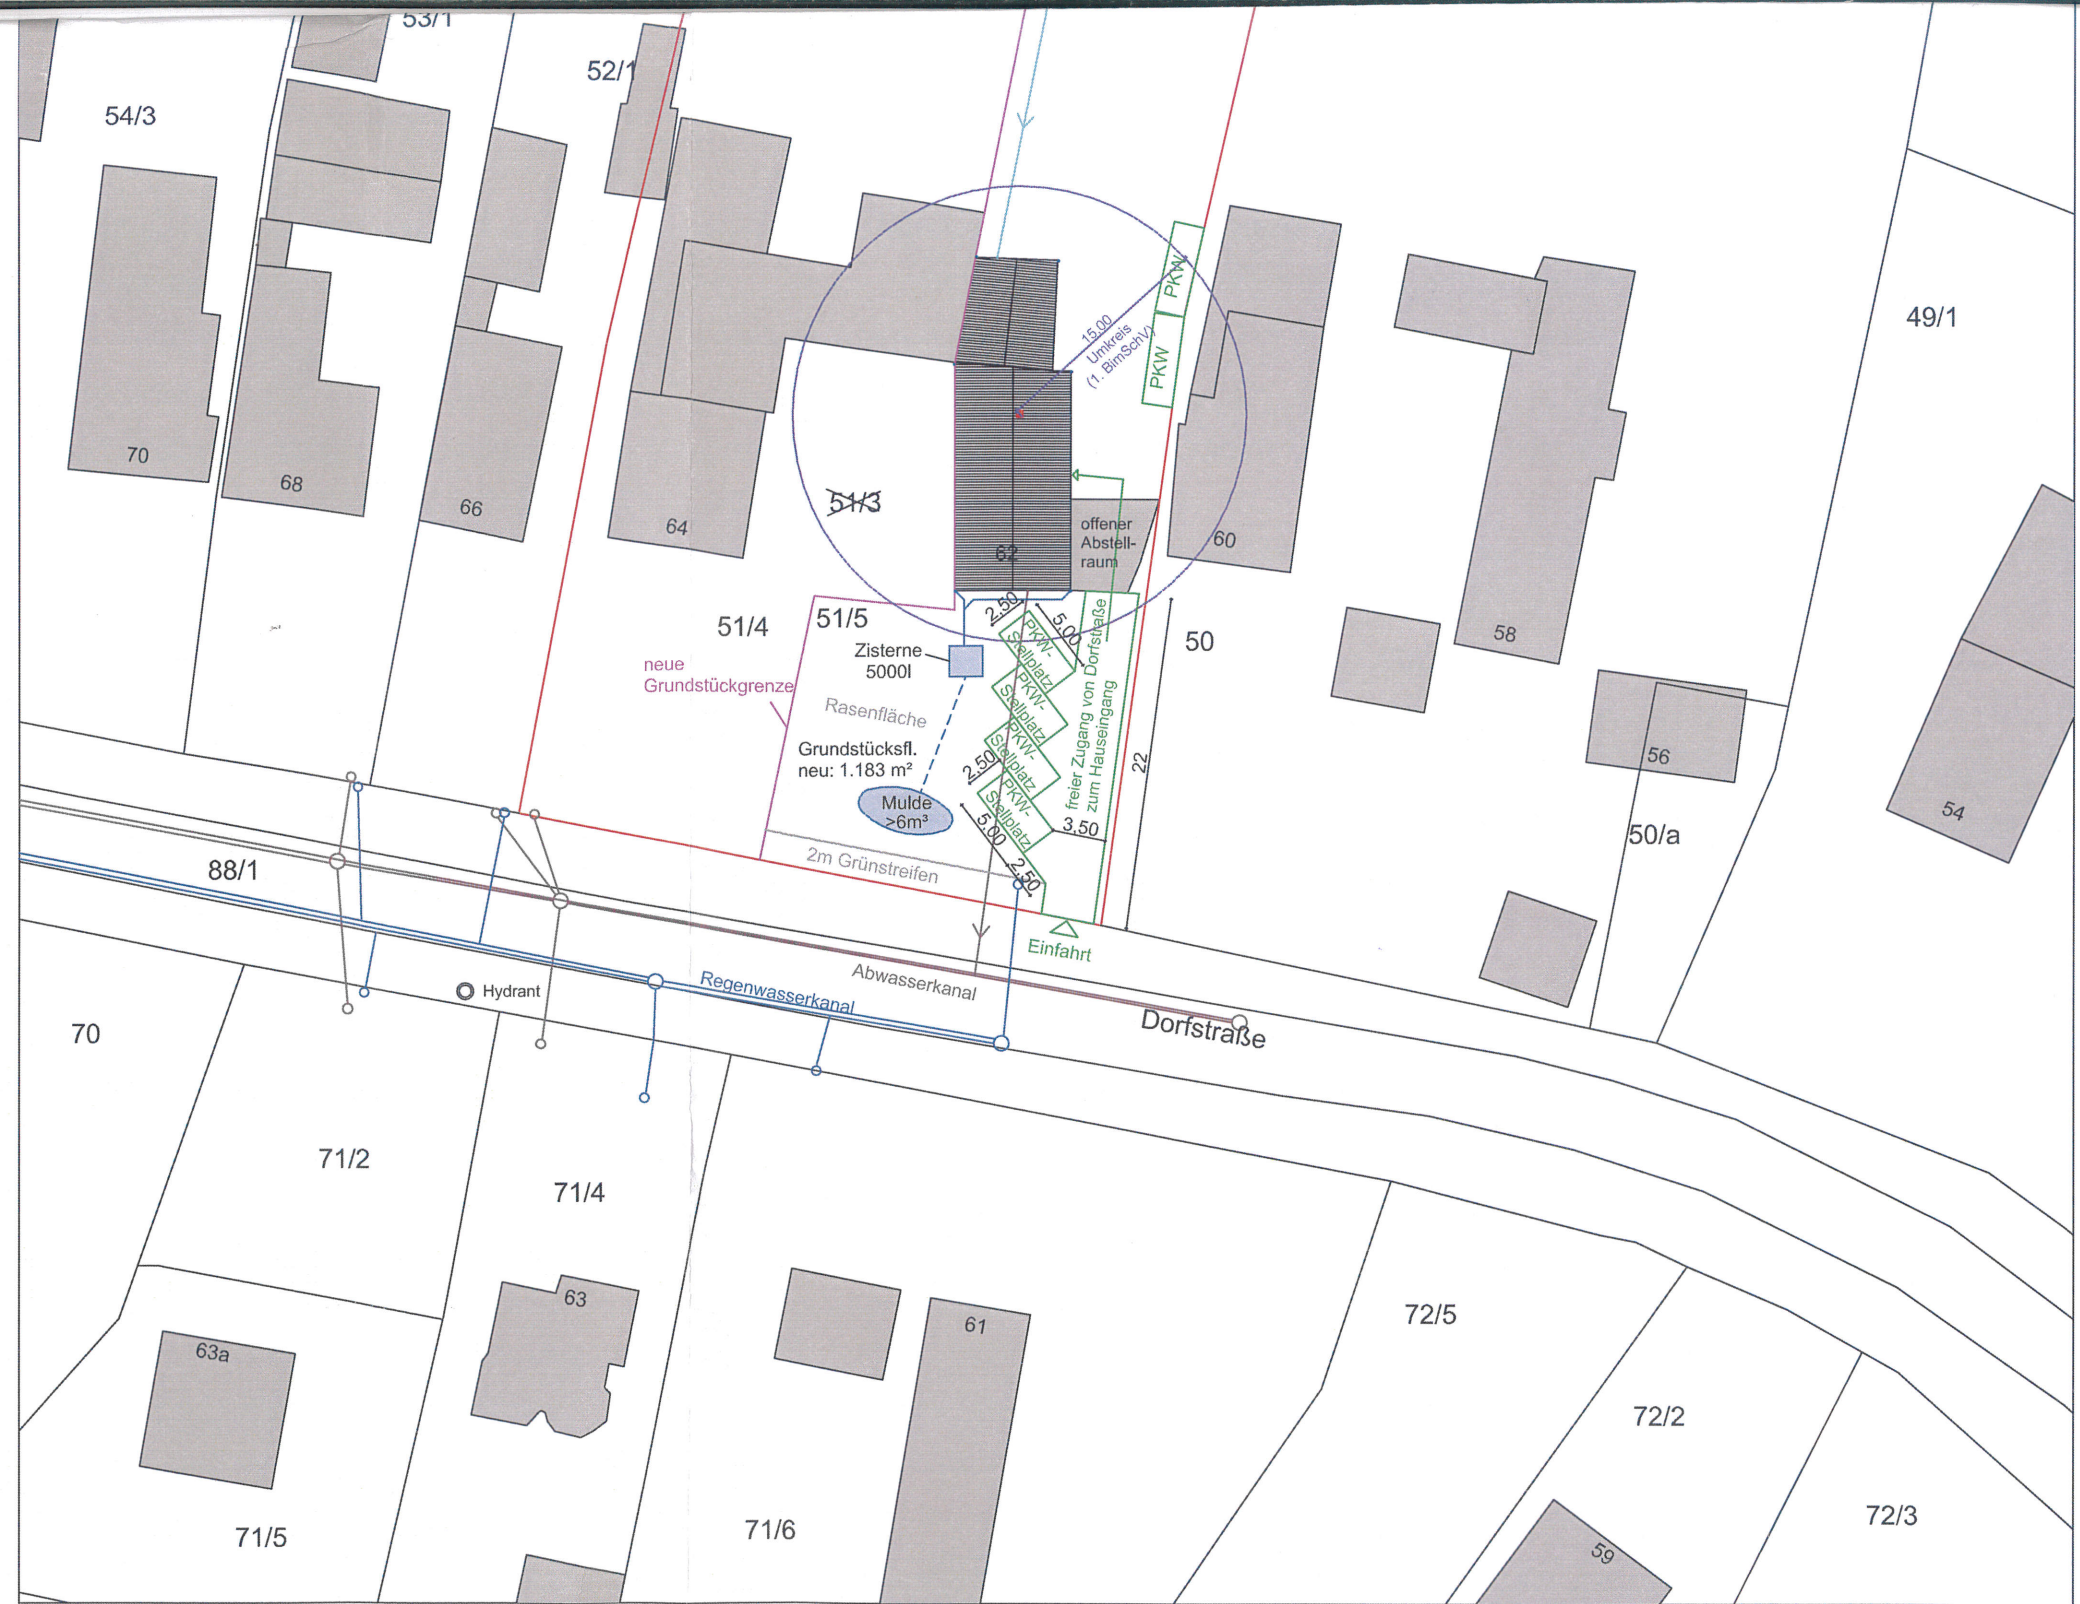 53/1
52/1
54/3
49/1
PKW
15,00
Umkreis
(1. BimSchV)
PKW
70
68
66
64
51/3
62
offener
Abstell-
raum
60
58
56
54
51/4
51/5
50
50/a
neue
Grundstückgrenze
Zisterne
5000l
Rasenfläche
Grundstücksfl.
neu: 1.183 m²
Mulde
>6m³
2m Grünstreifen
2,50
5,00
PKW-
Stellplatz
PKW-
Stellplatz
PKW-
Stellplatz
2,50
PKW-
Stellplatz
5,00
2,50
3,50
freier Zugang von Dorfstraße
zum Hauseingang
22
Einfahrt
88/1
Hydrant
Regenwasserkanal
Abwasserkanal
Dorfstraße
70
71/2
71/4
63
63a
61
72/5
72/2
72/3
71/5
71/6
59